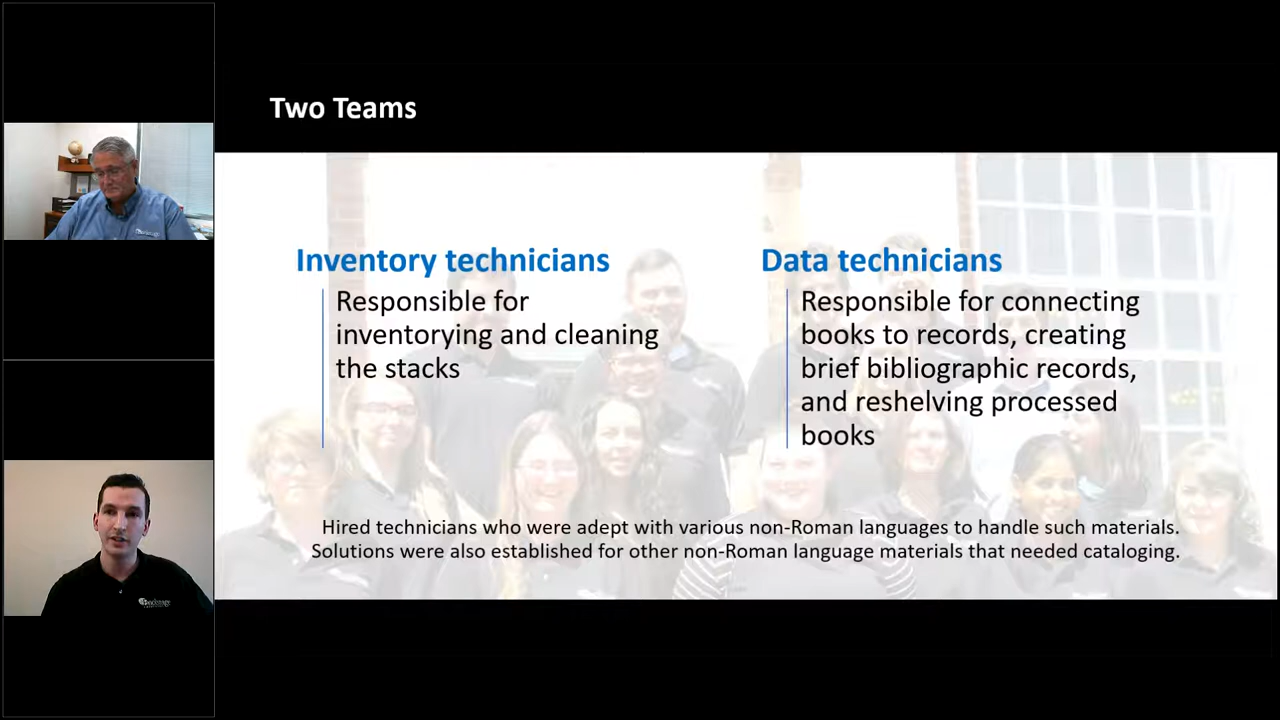 Two Teams
Inventory technicians
Responsible for
inventorying and cleaning
the stacks
Data technicians
Responsible for connecting
books to records, creating
brief bibliographic records,
and reshelving processed
books
Hired technicians who were adept with various non-Roman languages to handle such materials.
Solutions were also established for other non-Roman language materials that needed cataloging.